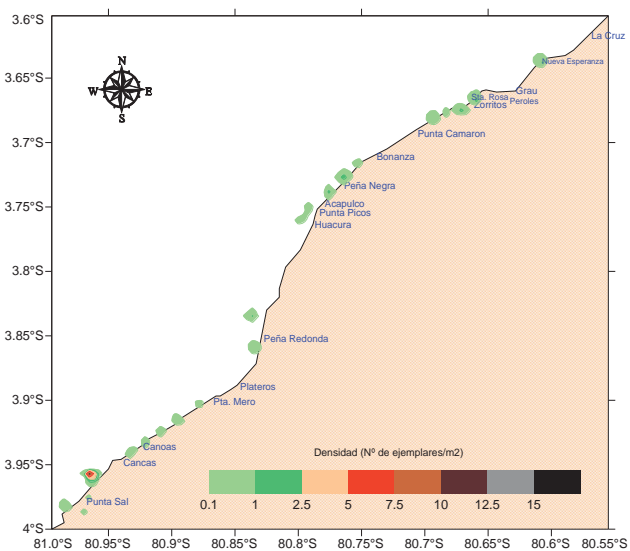 3.6°S
La Cruz
Nueva Esperanza
3.65°S
N
W E
S
Grau
Sta. Rosa
Peroles
Zorritos
Punta Camaron
3.7°S
Bonanza
Peña Negra
3.75°S
Acapulco
Punta Picos
Huacura
3.8°S
3.85°S
Peña Redonda
Plateros
3.9°S
Pta. Mero
Canoas
Cancas
3.95°S
Densidad (Nº de ejemplares/m2)
Punta Sal
0.1 1 2.5 5 7.5 10 12.5 15
4°S
81.0°S 80.95°S 80.9°S 80.85°S 80.8°S 80.75°S 80.7°S 80.65°S 80.6°S 80.55°S